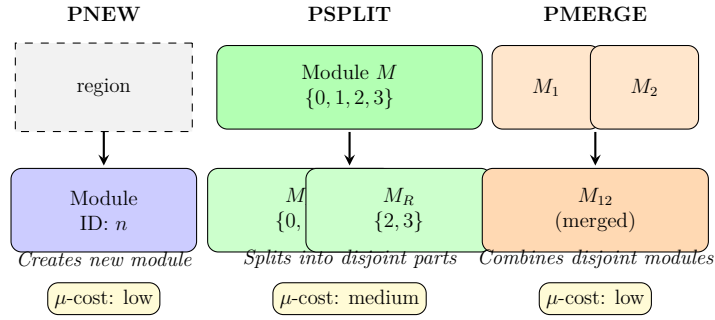 PNEW
PSPLIT
PMERGE
region
Module M
{0, 1, 2, 3}
M₁
M₂
Module
ID: n
M
{0,
M_R
{2, 3}
M₁₂
(merged)
Creates new module
Splits into disjoint parts
Combines disjoint modules
μ-cost: low
μ-cost: medium
μ-cost: low